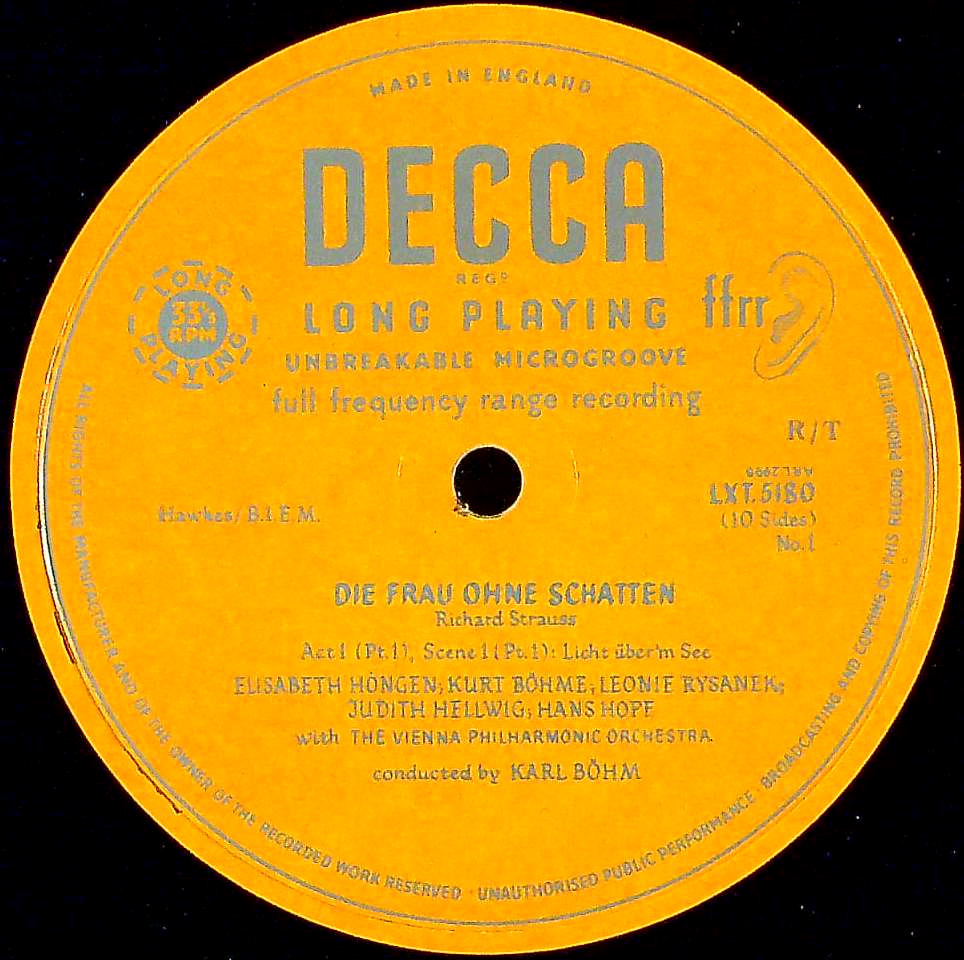 MADE IN ENGLAND
DECCA
REGD
LONG PLAYING
33⅓
RPM
LONG PLAYING
ffrr
UNBREAKABLE MICROGROOVE
full frequency range recording
R/T
LXT.5180
(10 Sides)
No.1
Hawkes/B.I.E.M.
DIE FRAU OHNE SCHATTEN
Richard Strauss
Act 1 (Pt.1), Scene 1 (Pt.1): Licht über'm See
ELISABETH HÖNGEN; KURT BÖHME; LEONIE RYSANEK;
JUDITH HELLWIG; HANS HOPF
with THE VIENNA PHILHARMONIC ORCHESTRA.
conducted by KARL BÖHM
ALL RIGHTS OF THE MANUFACTURER AND OF THE OWNER OF THE RECORDED WORK RESERVED · UNAUTHORISED PUBLIC PERFORMANCE · BROADCASTING AND COPYING OF THIS RECORD PROHIBITED